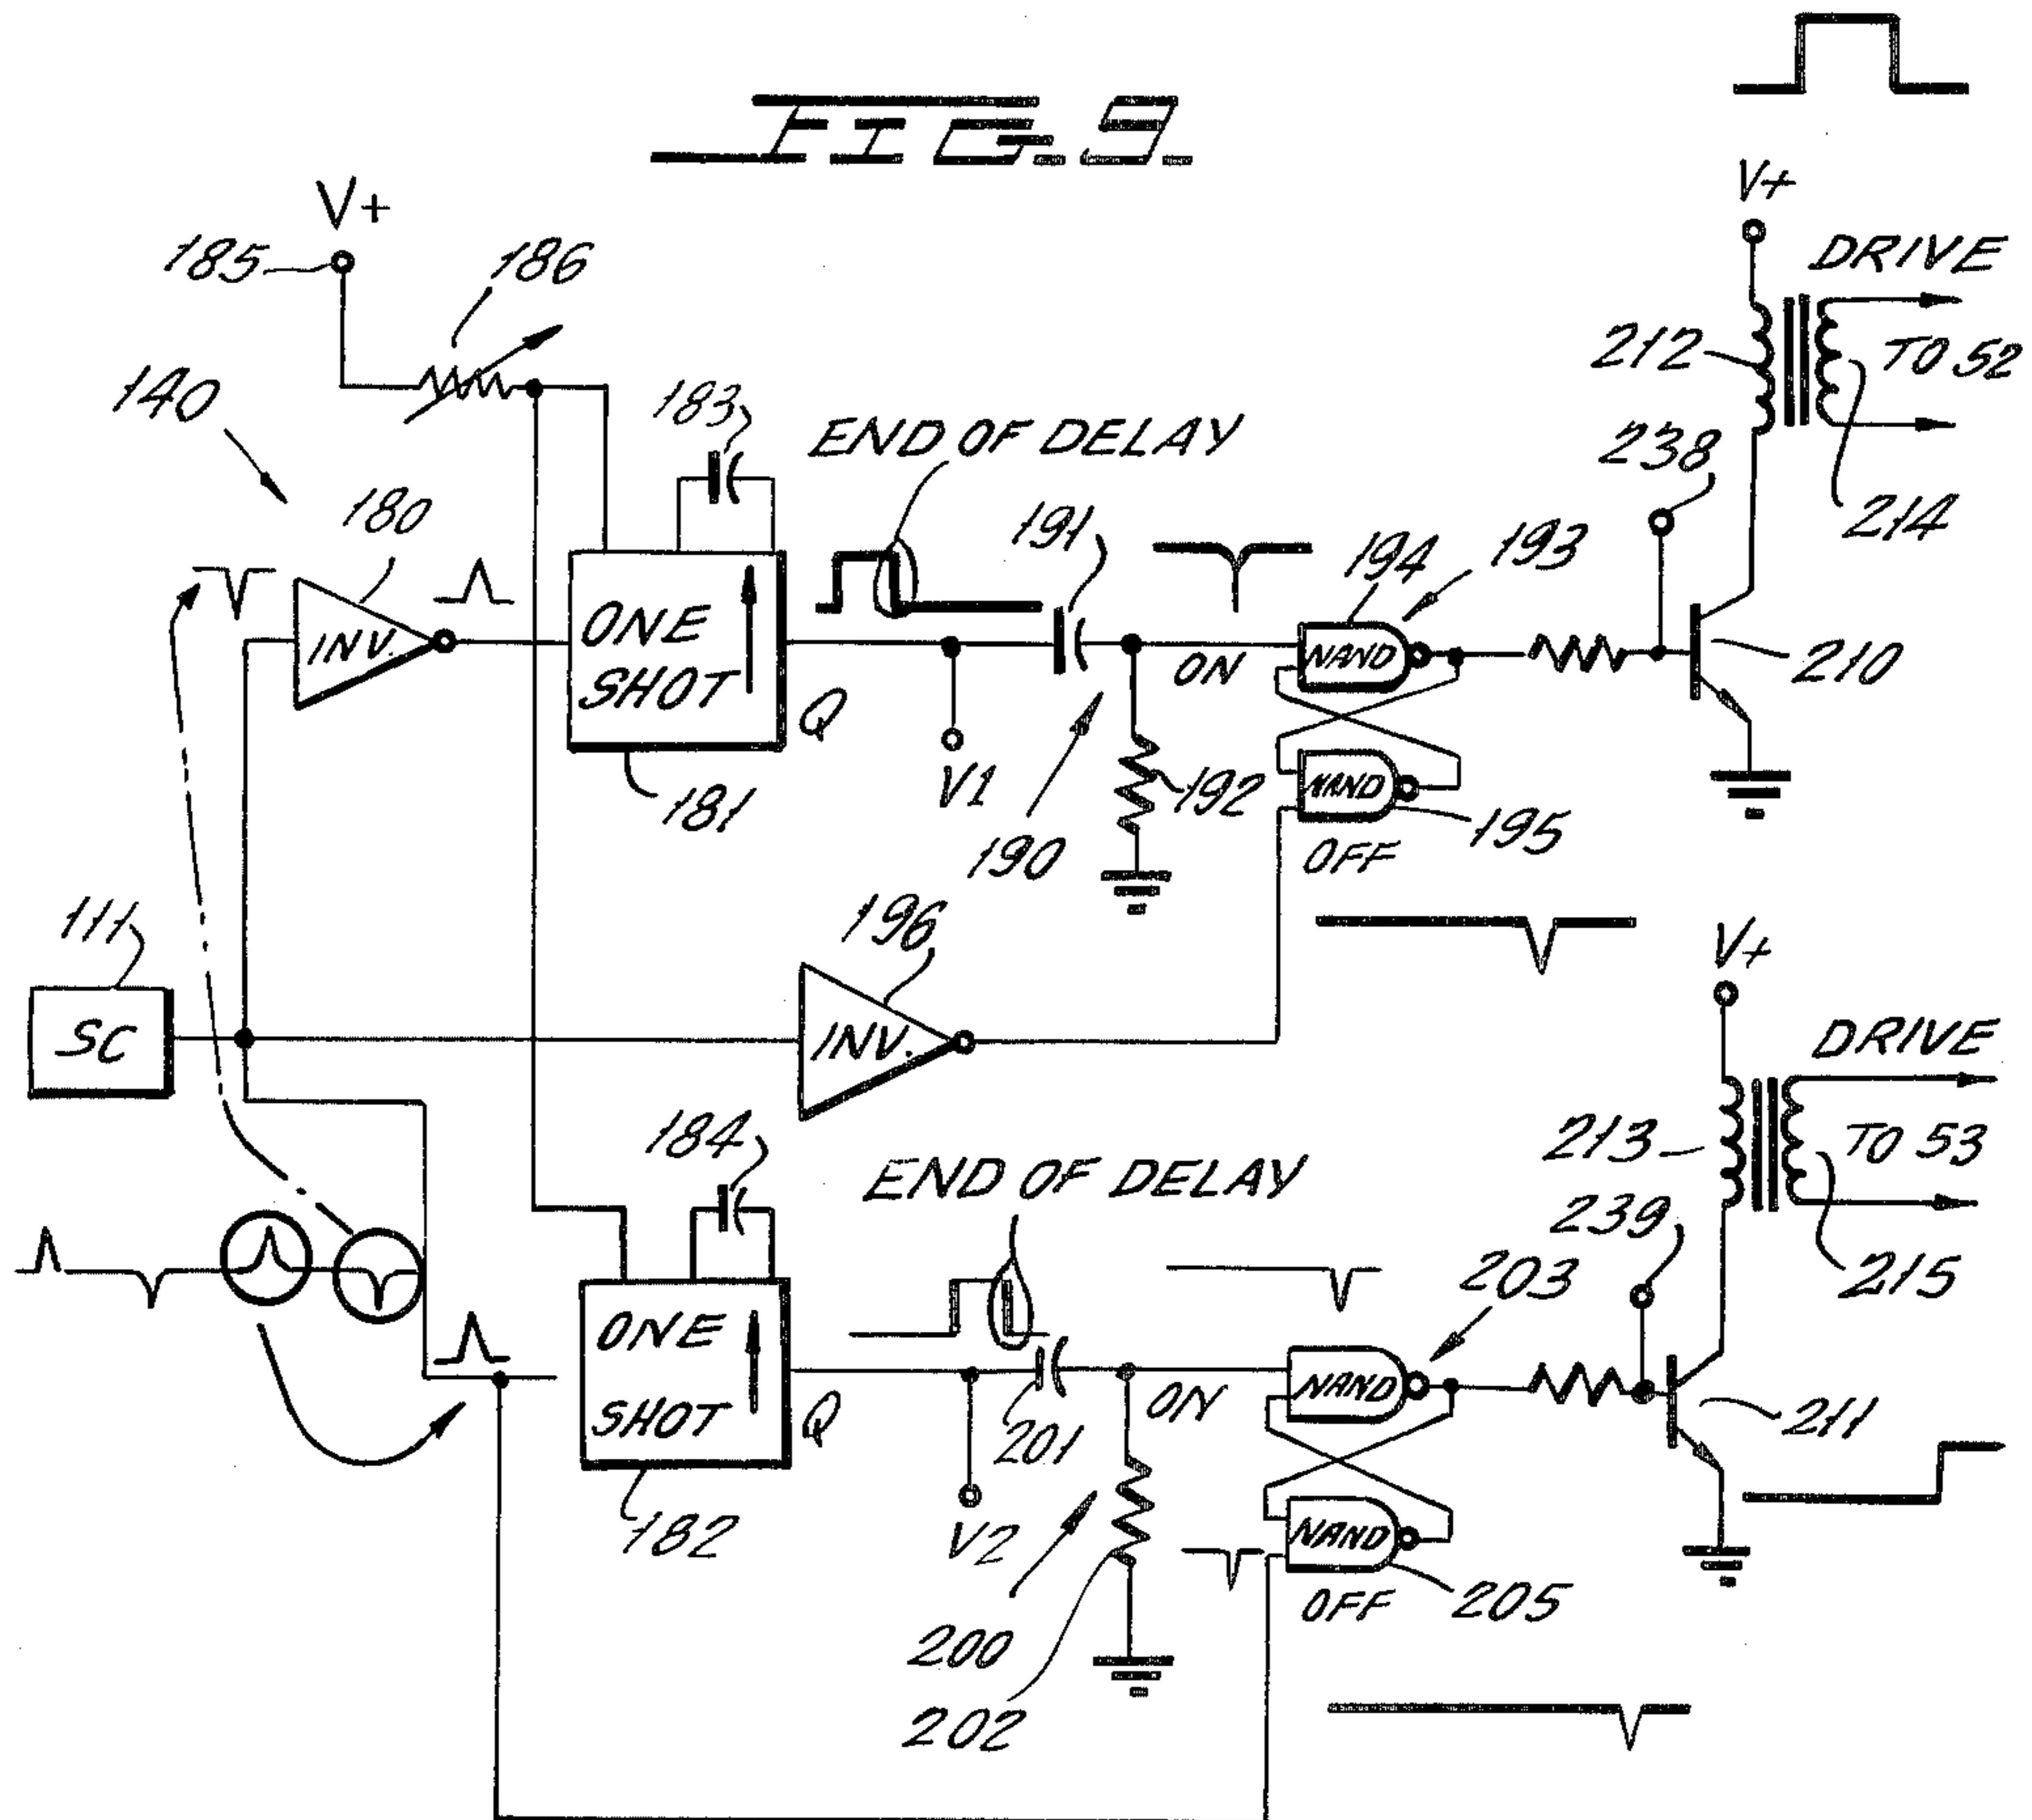 FIG. 9.
V+
185
186
140
180
183
END OF DELAY
191
194
193
V+
DRIVE
212
TO 52
238
214
INV.
ONE
SHOT
Q
181
V1
190
ON
192
NAND
NAND
195
OFF
210
111
SC
196
INV.
V+
DRIVE
213
TO 53
239
215
184
END OF DELAY
203
ONE
SHOT
Q
182
V2
201
ON
200
202
NAND
NAND
205
OFF
211